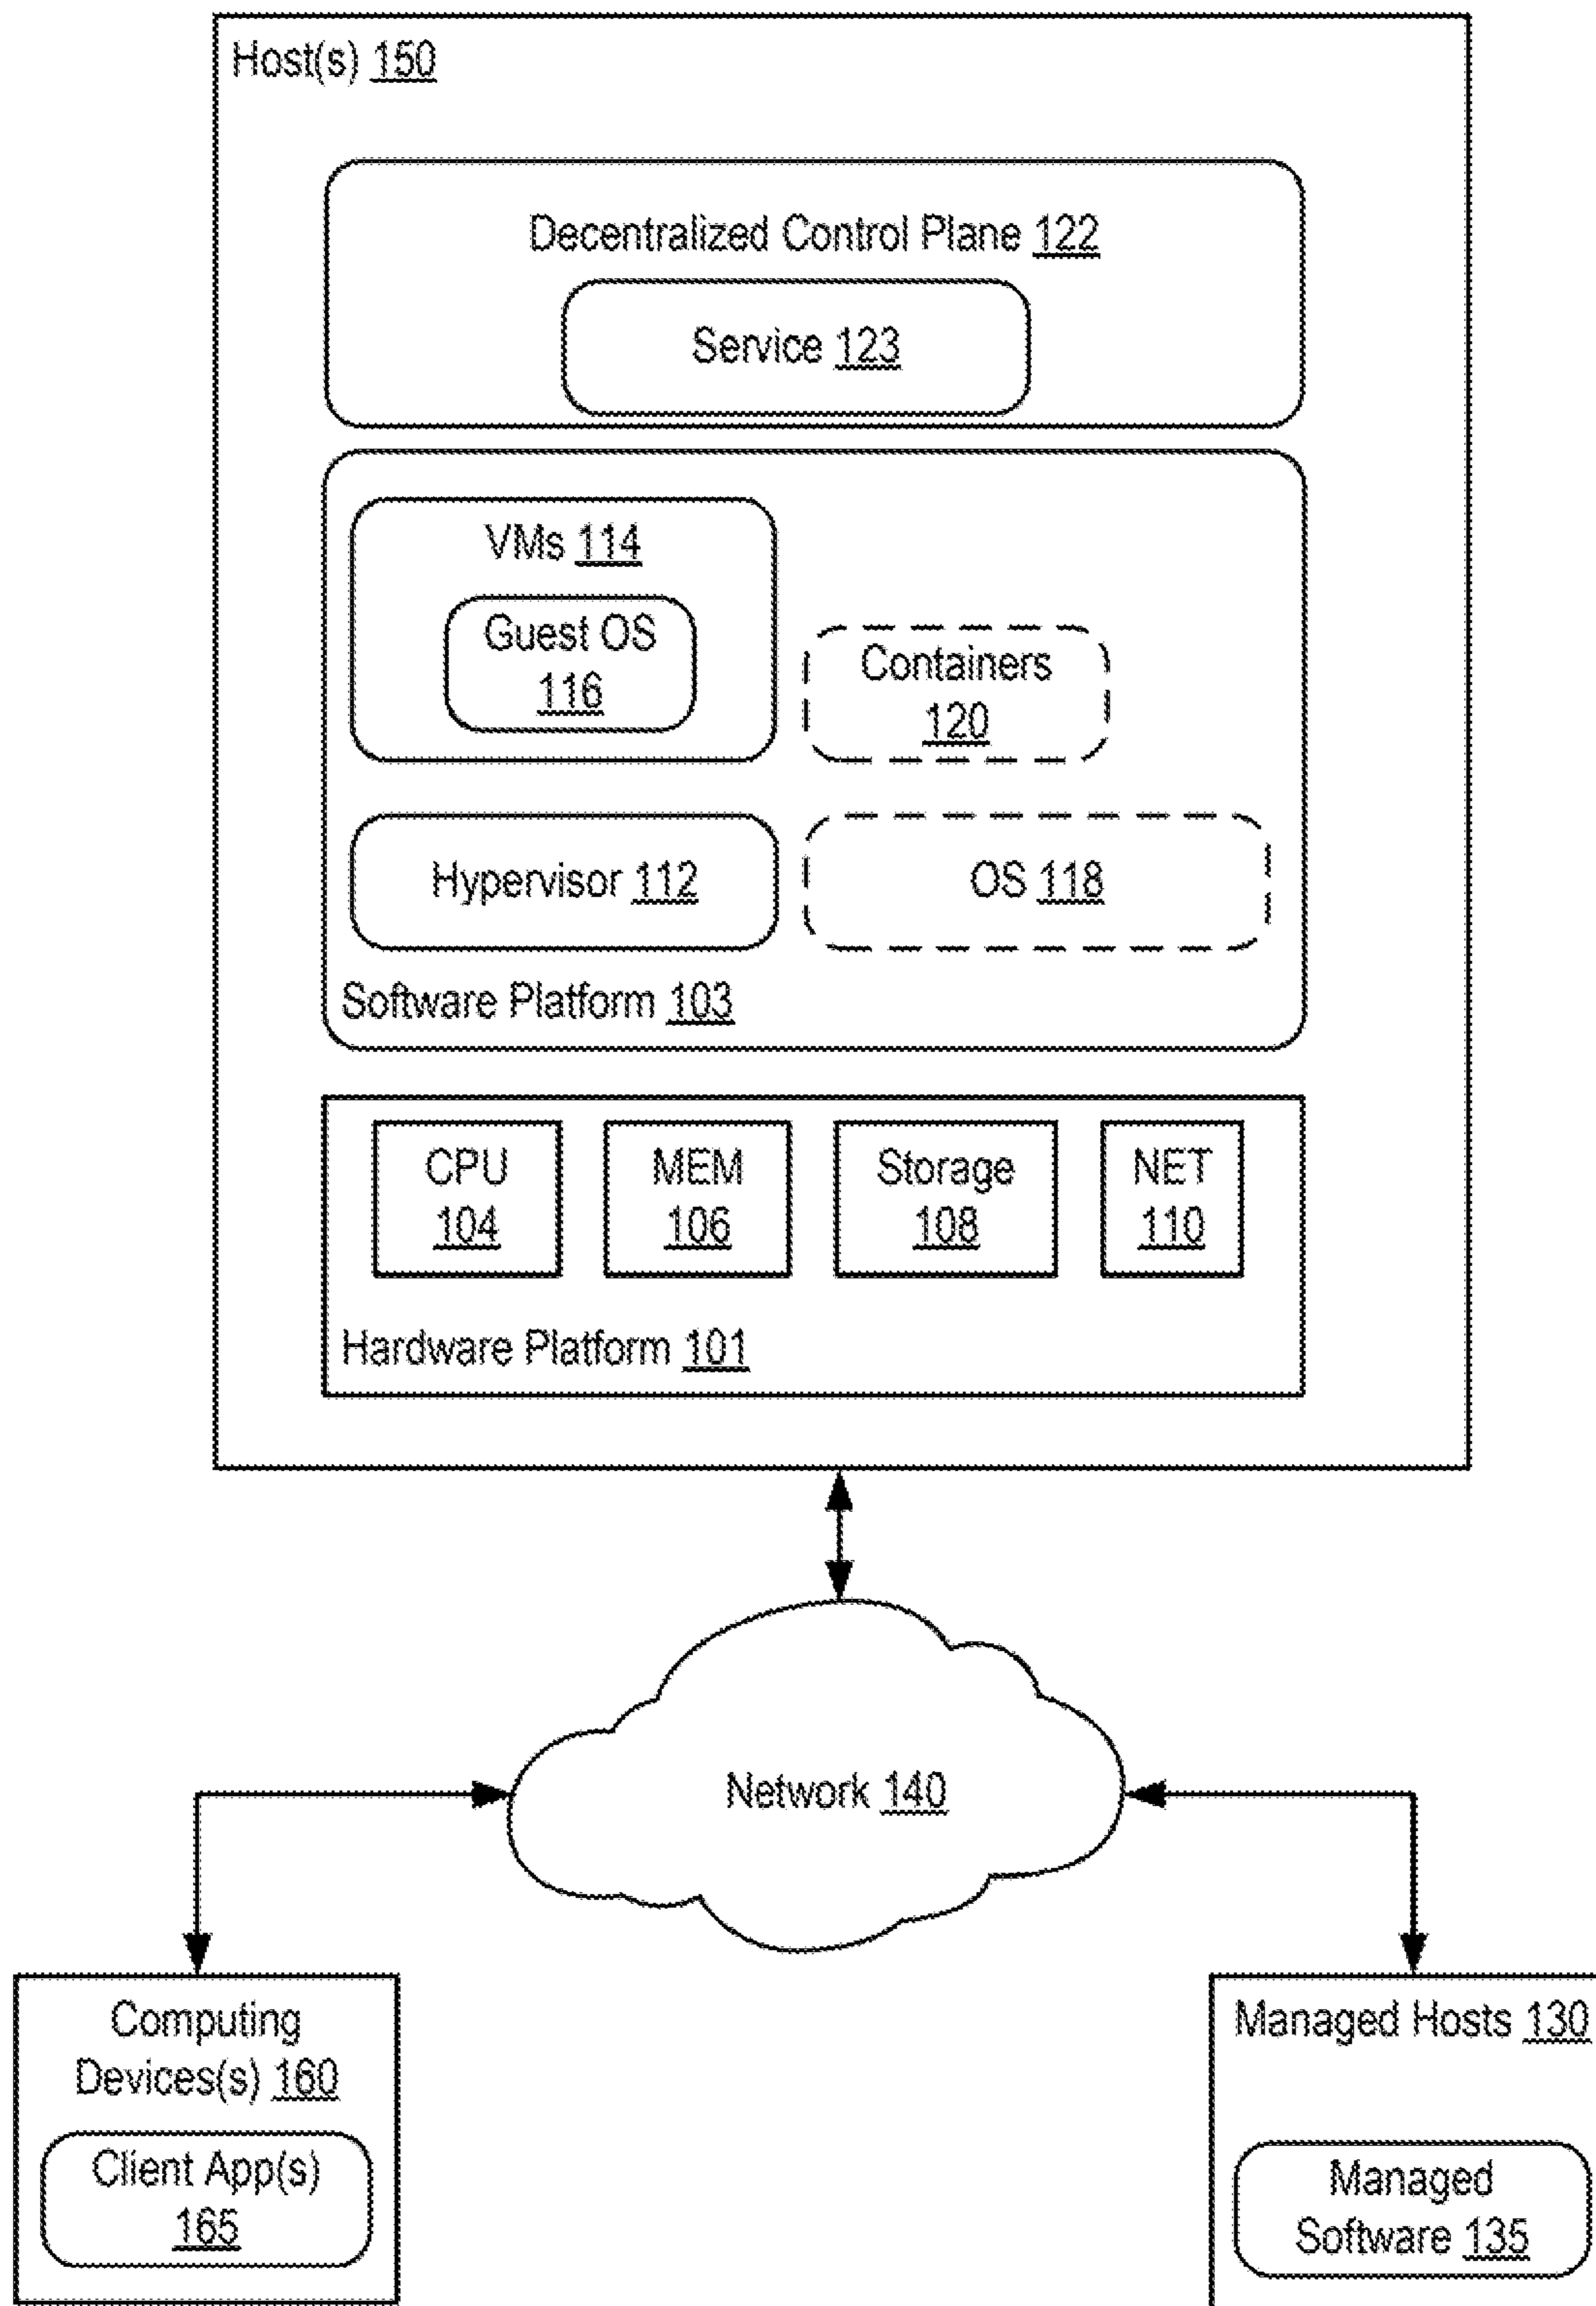 Host(s) 150
Decentralized Control Plane 122
Service 123
VMs 114
Guest OS
116
Containers
120
Hypervisor 112
OS 118
Software Platform 103
CPU
104
MEM
106
Storage
108
NET
110
Hardware Platform 101
Network 140
Computing
Devices(s) 160
Client App(s)
165
Managed Hosts 130
Managed
Software 135